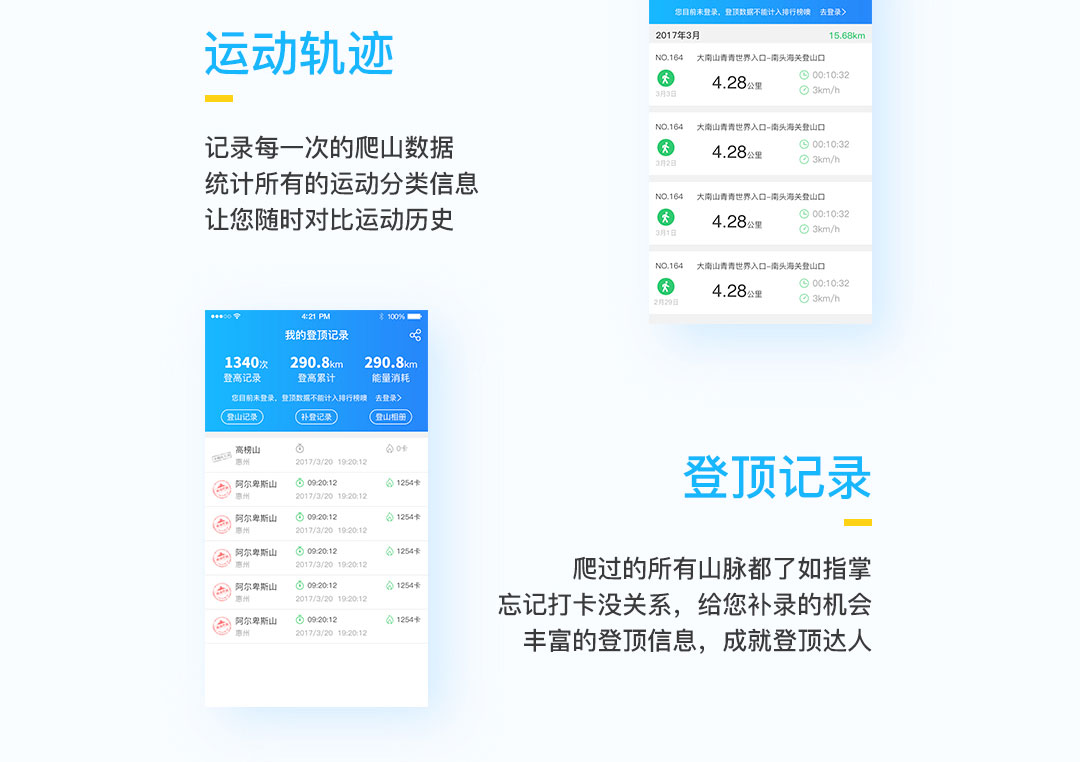 运动轨迹
记录每一次的爬山数据
统计所有的运动分类信息
让您随时对比运动历史
您目前未登录，登顶数据不能计入排行榜噢 去登录
2017年3月 15.68km
NO.164 大南山青青世界入口-南头海关登山口
4.28公里 00:10:32
3月3日 3km/h
NO.164 大南山青青世界入口-南头海关登山口
4.28公里 00:10:32
3月2日 3km/h
NO.164 大南山青青世界入口-南头海关登山口
4.28公里 00:10:32
3月1日 3km/h
NO.164 大南山青青世界入口-南头海关登山口
4.28公里 00:10:32
2月29日 3km/h
4:21 PM 100%
我的登顶记录
1340次 290.8km 290.8km
登高记录 登高累计 能量消耗
您目前未登录，登顶数据不能计入排行榜噢 去登录
登山记录 补登记录 登山相册
高榜山 0卡
惠州 2017/3/20 19:20:12
阿尔卑斯山 09:20:12 1254卡
惠州 2017/3/20 19:20:12
阿尔卑斯山 09:20:12 1254卡
惠州 2017/3/20 19:20:12
阿尔卑斯山 09:20:12 1254卡
惠州 2017/3/20 19:20:12
阿尔卑斯山 09:20:12 1254卡
惠州 2017/3/20 19:20:12
阿尔卑斯山 09:20:12 1254卡
惠州 2017/3/20 19:20:12
登顶记录
爬过的所有山脉都了如指掌
忘记打卡没关系，给您补录的机会
丰富的登顶信息，成就登顶达人